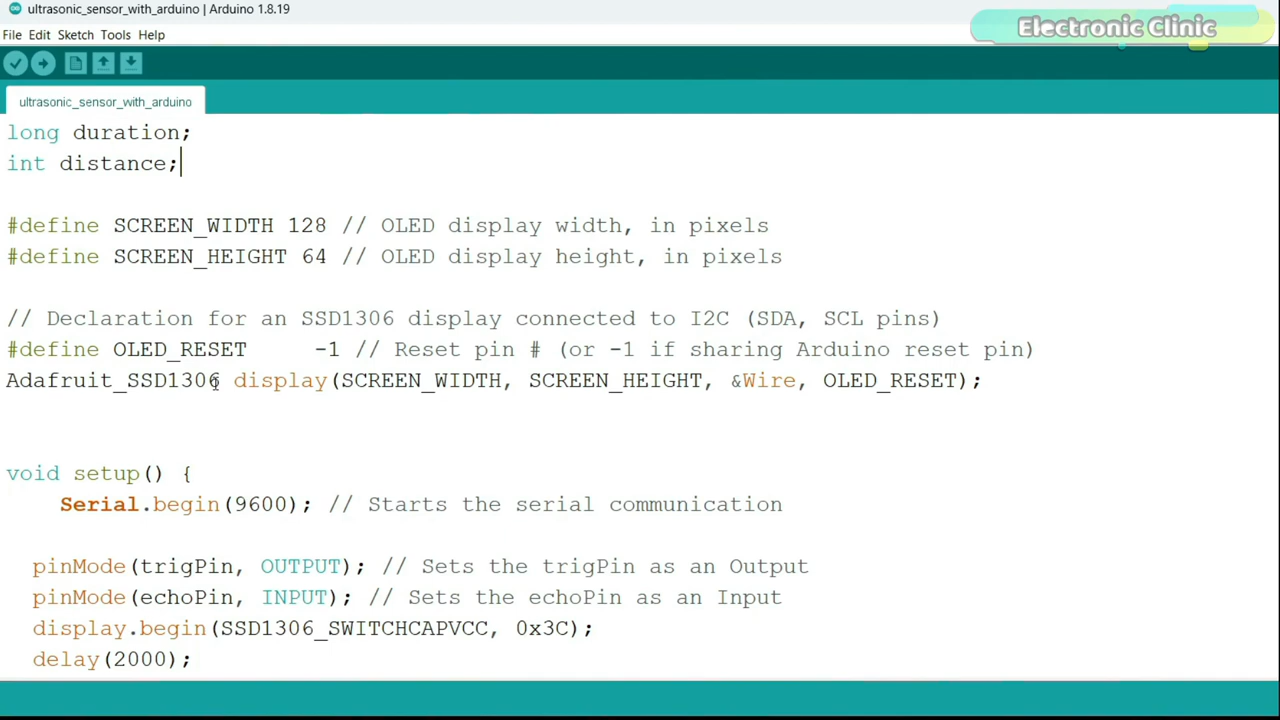 ultrasonic_sensor_with_arduino | Arduino 1.8.19
Electronic Clinic
File Edit Sketch Tools Help
ultrasonic_sensor_with_arduino
long duration;
int distance;
#define SCREEN_WIDTH 128 // OLED display width, in pixels
#define SCREEN_HEIGHT 64 // OLED display height, in pixels
// Declaration for an SSD1306 display connected to I2C (SDA, SCL pins)
#define OLED_RESET     -1 // Reset pin # (or -1 if sharing Arduino reset pin)
Adafruit_SSD1306 display(SCREEN_WIDTH, SCREEN_HEIGHT, &Wire, OLED_RESET);
void setup() {
    Serial.begin(9600); // Starts the serial communication
  pinMode(trigPin, OUTPUT); // Sets the trigPin as an Output
  pinMode(echoPin, INPUT); // Sets the echoPin as an Input
  display.begin(SSD1306_SWITCHCAPVCC, 0x3C);
  delay(2000);